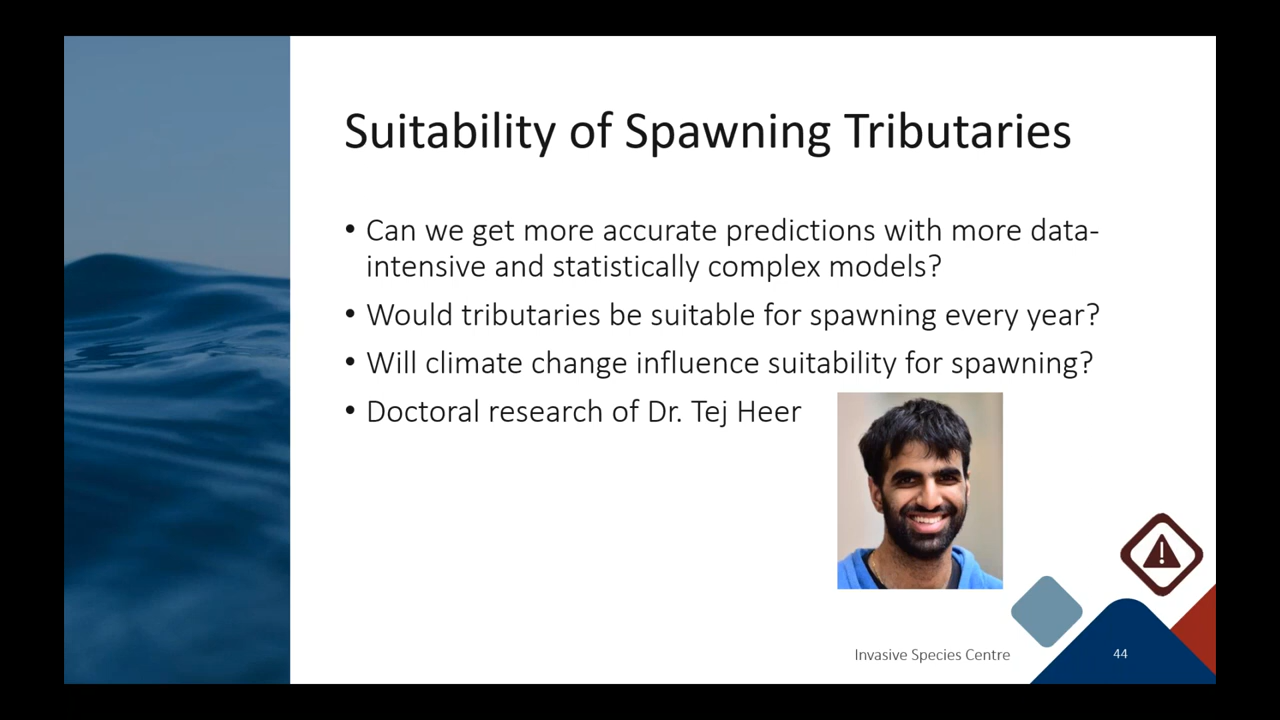 Suitability of Spawning Tributaries
• Can we get more accurate predictions with more data-
intensive and statistically complex models?
• Would tributaries be suitable for spawning every year?
• Will climate change influence suitability for spawning?
• Doctoral research of Dr. Tej Heer
!
Invasive Species Centre
44